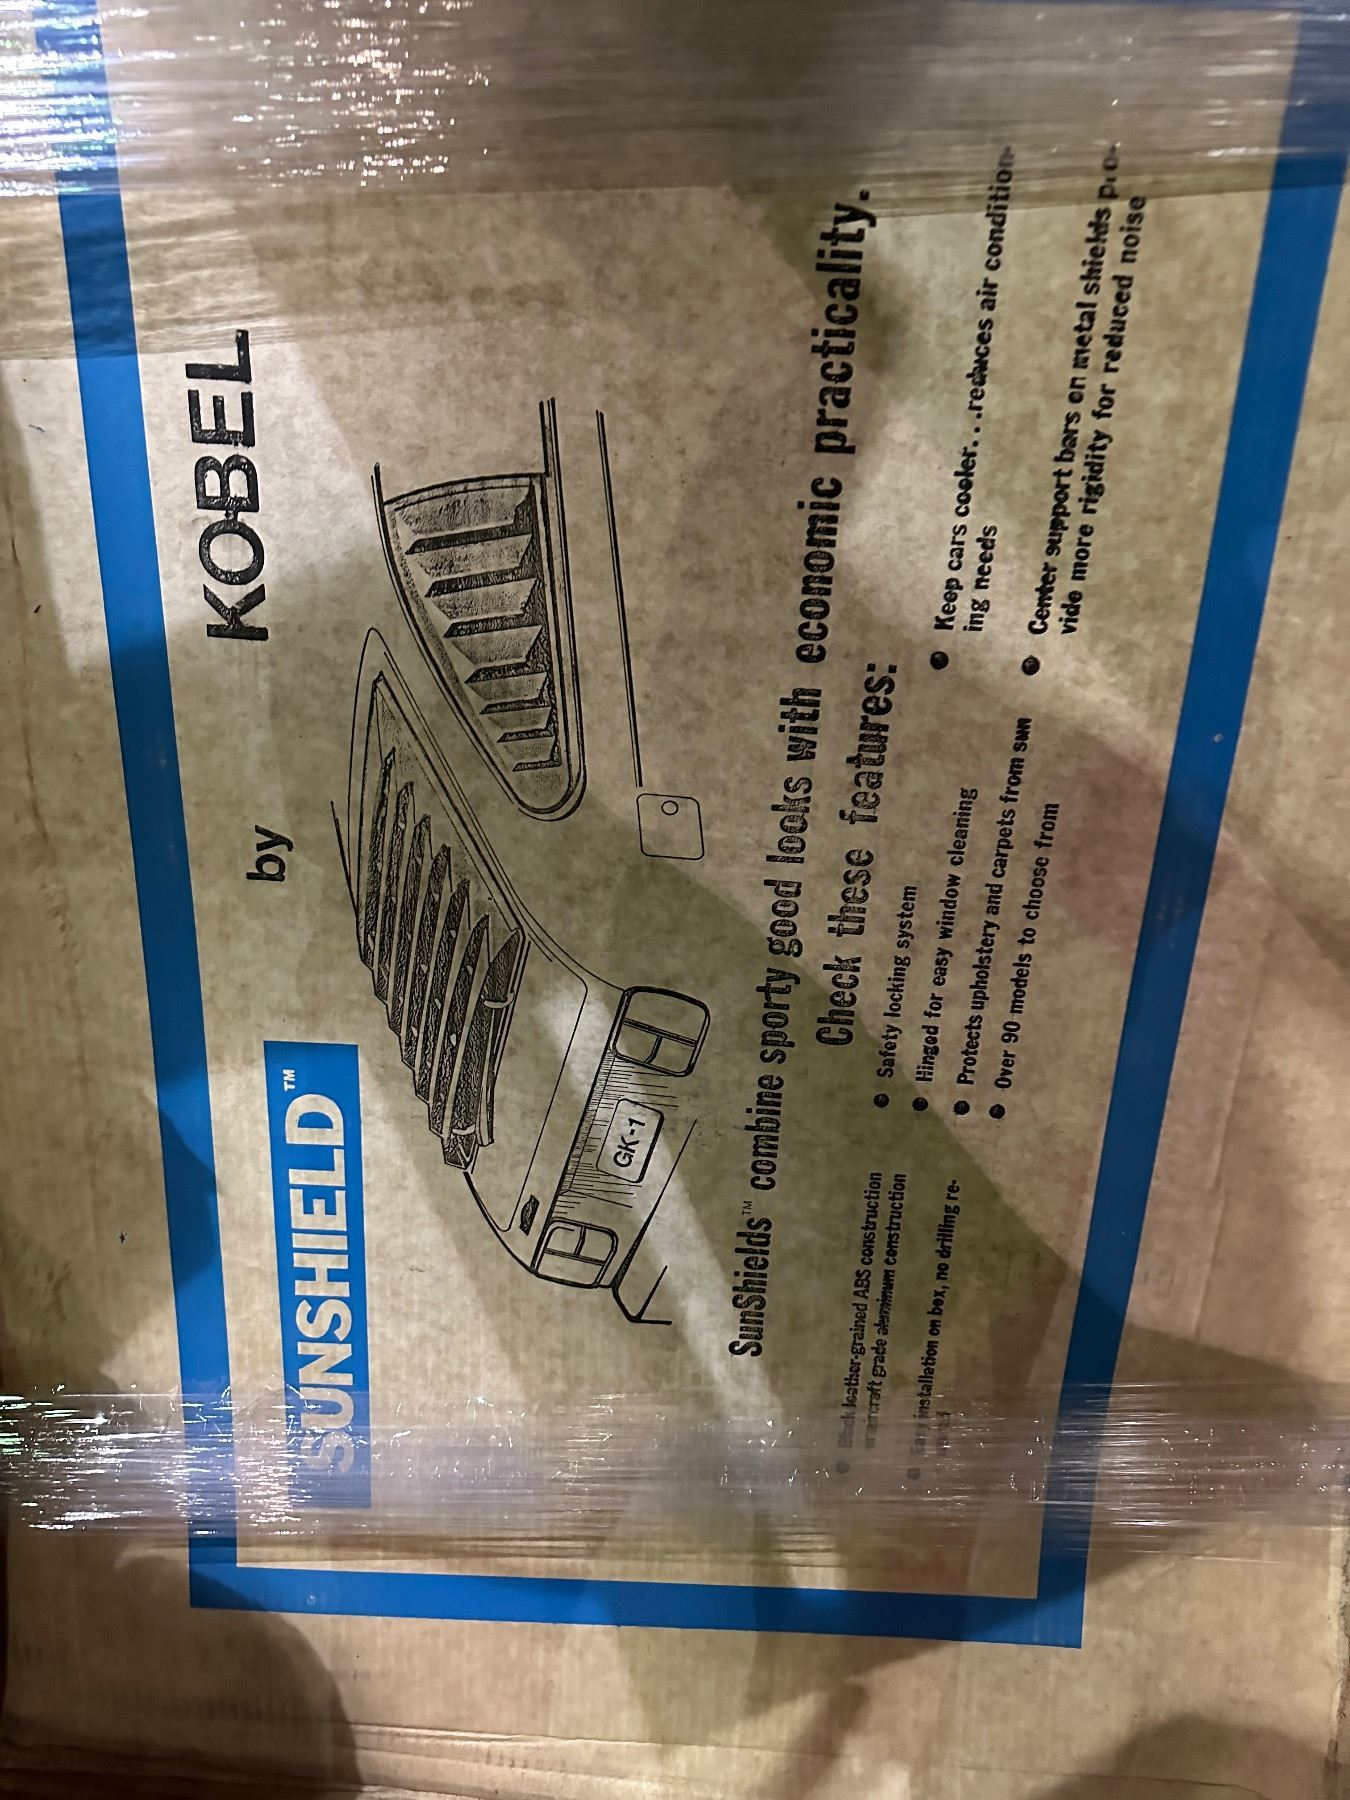 SUNSHIELD™ by KOBEL
GK-1
SunShields™ combine sporty good looks with economic practicality.
Check these features:
leather-grained ABS construction
aircraft grade aluminum construction
installation on box, no drilling re-
Safety locking system
Hinged for easy window cleaning
Protects upholstery and carpets from sun
Over 90 models to choose from
Keep cars cooler...reduces air condition-
ing needs
Center support bars on metal shields pro-
vide more rigidity for reduced noise